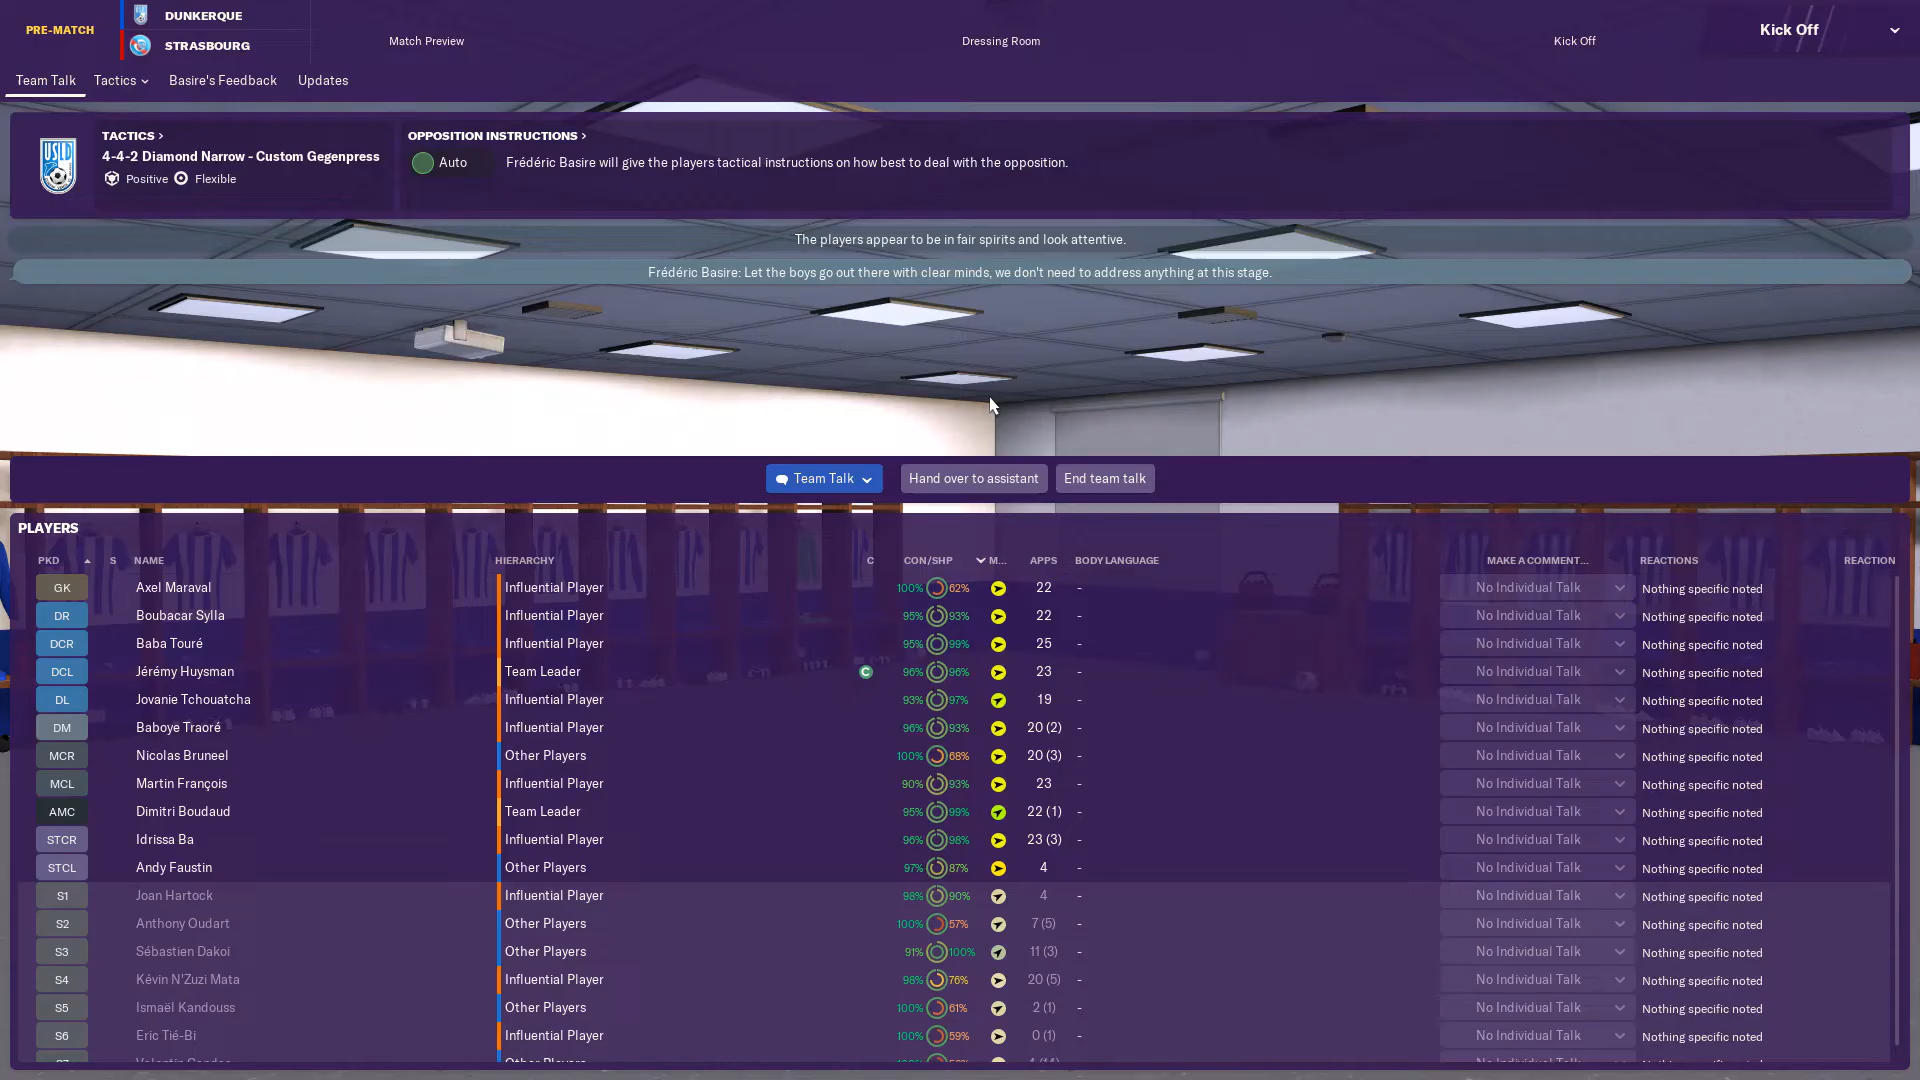 PRE-MATCH
DUNKERQUE
STRASBOURG
Match Preview
Dressing Room
Kick Off
Kick Off
Team Talk
Tactics
Basire's Feedback
Updates
USLD
TACTICS >
4-4-2 Diamond Narrow - Custom Gegenpress
Positive
Flexible
OPPOSITION INSTRUCTIONS >
Auto
Frédéric Basire will give the players tactical instructions on how best to deal with the opposition.
The players appear to be in fair spirits and look attentive.
Frédéric Basire: Let the boys go out there with clear minds, we don't need to address anything at this stage.
Team Talk
Hand over to assistant
End team talk
PLAYERS
PKD S NAME HIERARCHY C CON/SHP M... APPS BODY LANGUAGE MAKE A COMMENT... REACTIONS REACTION
GK Axel Maraval Influential Player 100% 62% 22 - No Individual Talk Nothing specific noted
DR Boubacar Sylla Influential Player 95% 93% 22 - No Individual Talk Nothing specific noted
DCR Baba Touré Influential Player 95% 99% 25 - No Individual Talk Nothing specific noted
DCL Jérémy Huysman Team Leader C 96% 96% 23 - No Individual Talk Nothing specific noted
DL Jovanie Tchouatcha Influential Player 93% 97% 19 - No Individual Talk Nothing specific noted
DM Baboye Traoré Influential Player 96% 93% 20 (2) - No Individual Talk Nothing specific noted
MCR Nicolas Bruneel Other Players 100% 68% 20 (3) - No Individual Talk Nothing specific noted
MCL Martin François Influential Player 90% 93% 23 - No Individual Talk Nothing specific noted
AMC Dimitri Boudaud Team Leader 95% 99% 22 (1) - No Individual Talk Nothing specific noted
STCR Idrissa Ba Influential Player 96% 98% 23 (3) - No Individual Talk Nothing specific noted
STCL Andy Faustin Other Players 97% 87% 4 - No Individual Talk Nothing specific noted
S1 Joan Hartock Influential Player 98% 90% 4 - No Individual Talk Nothing specific noted
S2 Anthony Oudart Other Players 100% 57% 7 (5) - No Individual Talk Nothing specific noted
S3 Sébastien Dakoi Other Players 91% 100% 11 (3) - No Individual Talk Nothing specific noted
S4 Kévin N'Zuzi Mata Influential Player 98% 76% 20 (5) - No Individual Talk Nothing specific noted
S5 Ismaël Kandouss Other Players 100% 61% 2 (1) - No Individual Talk Nothing specific noted
S6 Eric Tié-Bi Influential Player 100% 59% 0 (1) - No Individual Talk Nothing specific noted
Other Players No Individual Talk